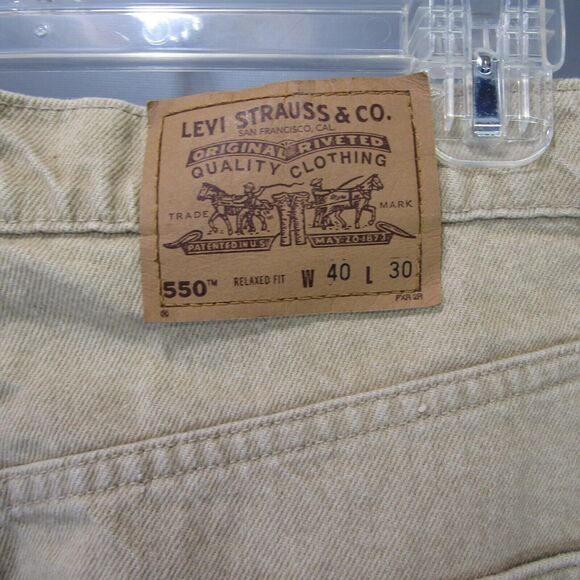 LEVI STRAUSS & CO.
SAN FRANCISCO, CAL.
ORIGINAL RIVETED
QUALITY CLOTHING
TRADE MARK
PATENTED IN U.S. MAY 20 1873
550™ RELAXED FIT W 40 L 30
PXR 2R